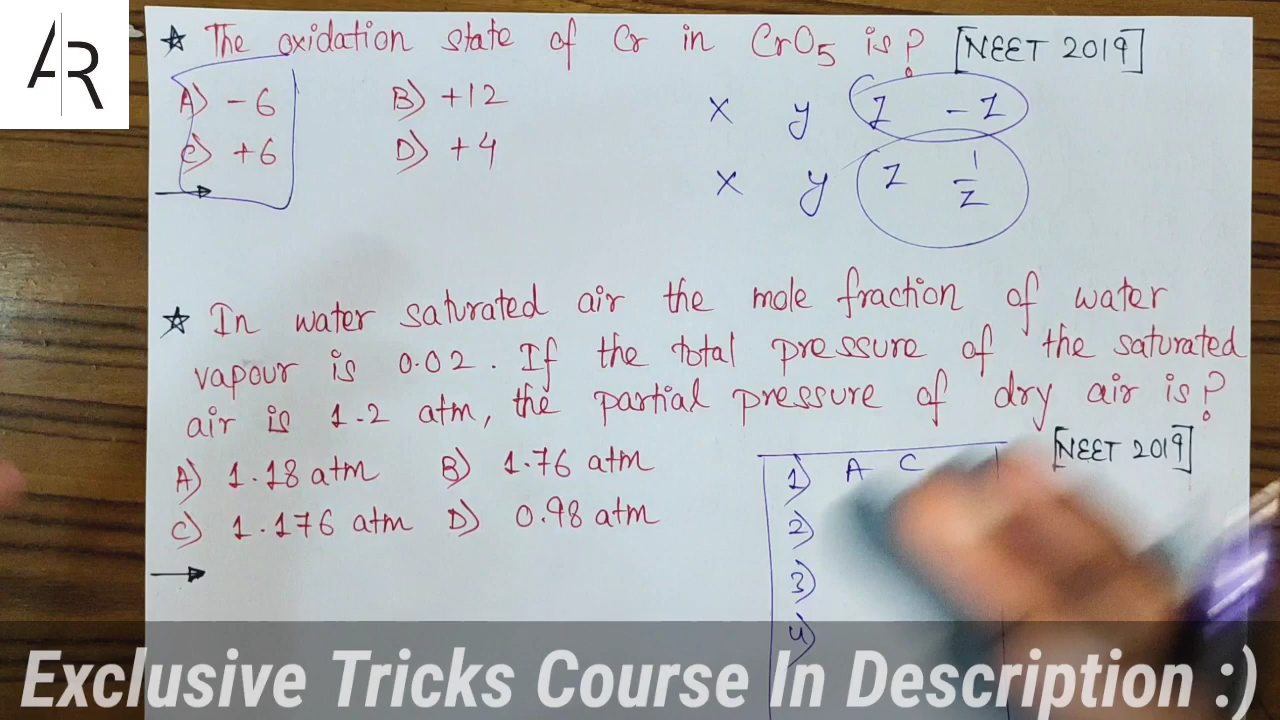 AR
☆ The oxidation state of Cr in CrO5 is? [NEET 2019]
A) -6 B) +12
C) +6 D) +4
x y z -z
x y z 1/z
☆ In water saturated air the mole fraction of water
vapour is 0.02. If the total pressure of the saturated
air is 1.2 atm, the partial pressure of dry air is?
[NEET 2019]
A) 1.18 atm B) 1.76 atm
C) 1.176 atm D) 0.98 atm
1) A C
2)
3)
4)
Exclusive Tricks Course In Description :)